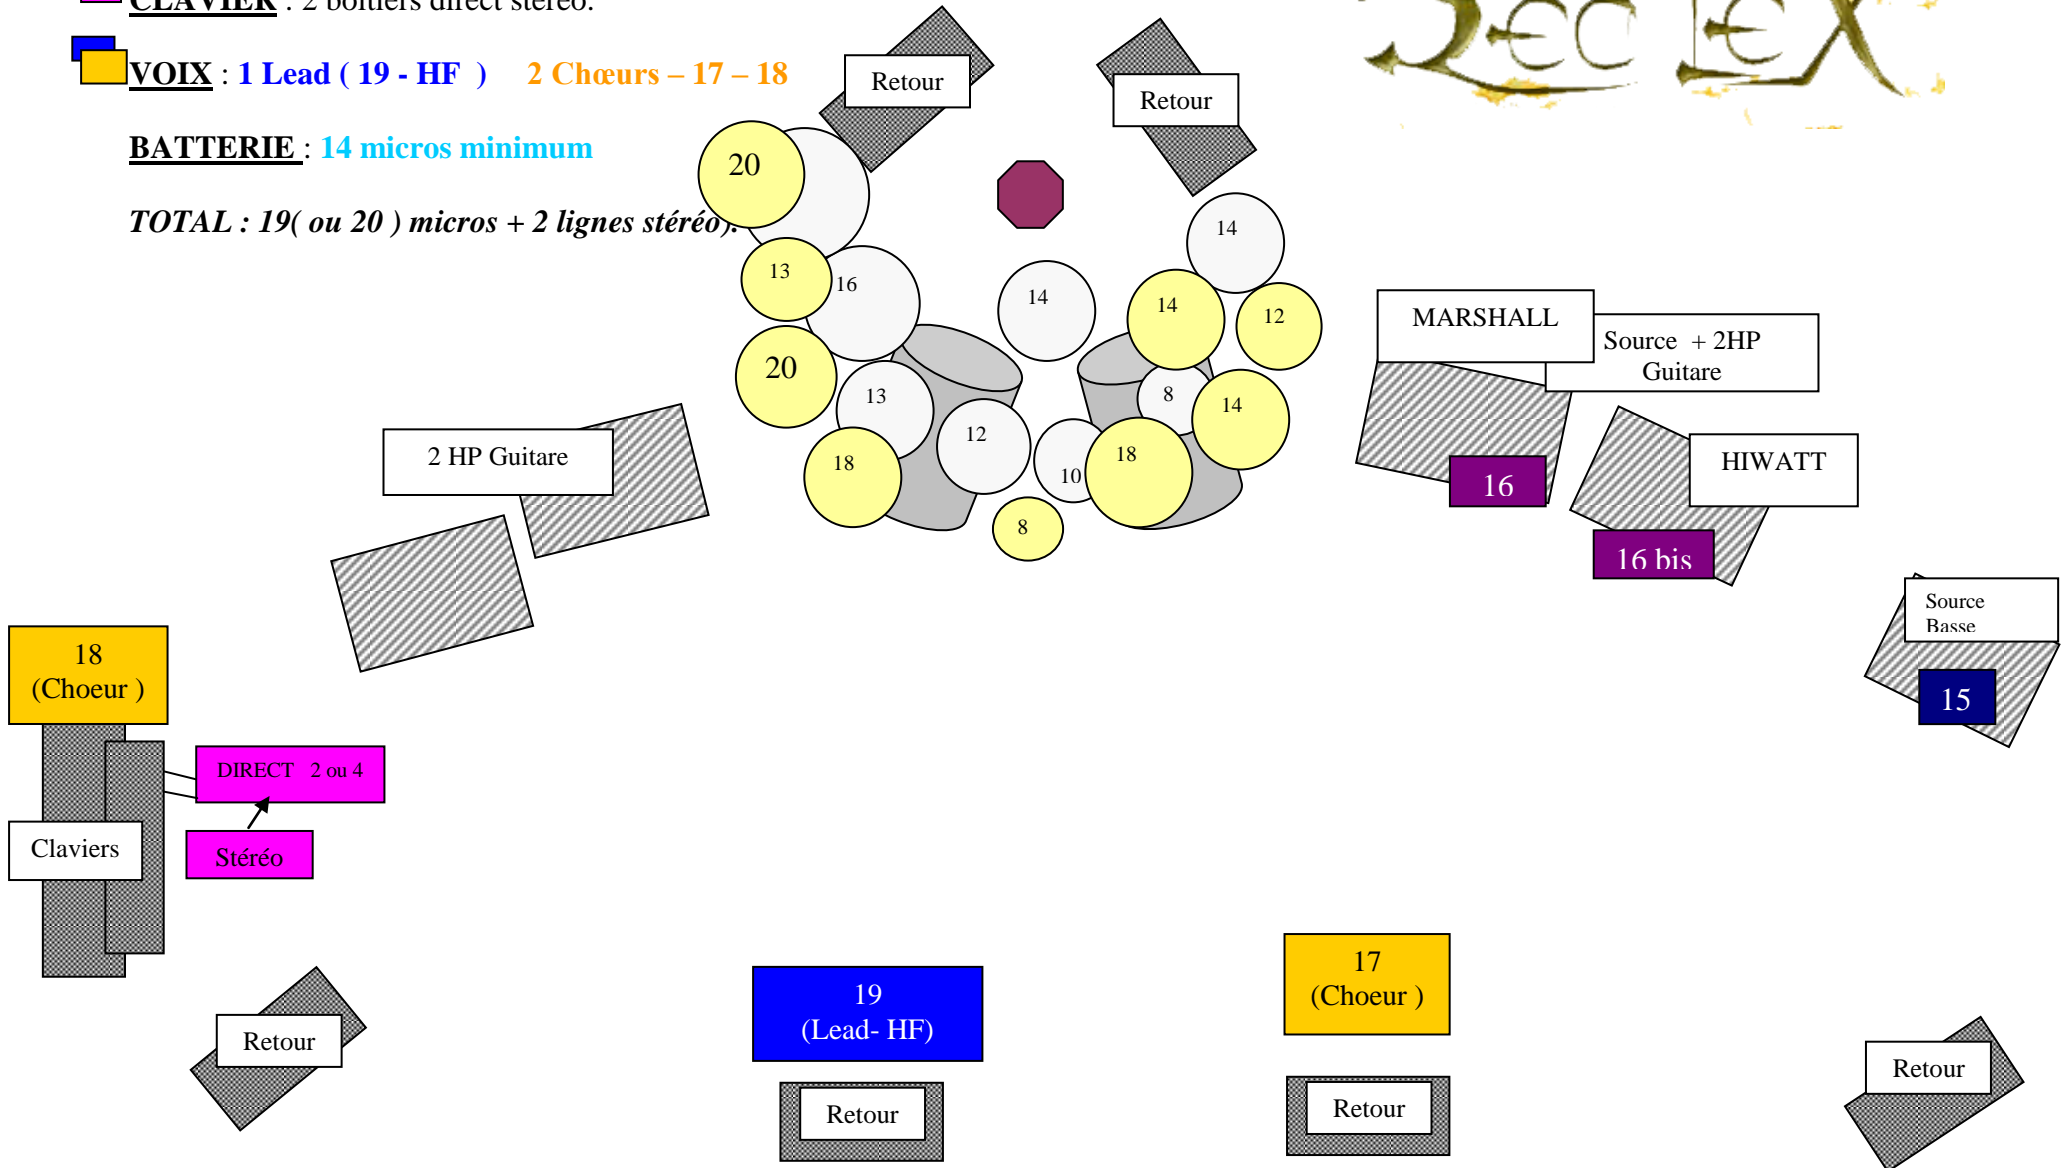 CLAVIER : 2 boîtiers direct stéréo.
VOIX : 1 Lead ( 19 - HF ) 2 Chœurs – 17 – 18
BATTERIE : 14 micros minimum
TOTAL : 19( ou 20 ) micros + 2 lignes stéréo).
Retour
Retour
20
13
16
20
13
18
12
14
10
8
8
18
14
14
14
12
MARSHALL
Source + 2HP
Guitare
2 HP Guitare
HIWATT
16
16 bis
Source
Basse
15
18
(Choeur )
DIRECT 2 ou 4
Claviers
Stéréo
17
(Choeur )
19
(Lead- HF)
Retour
Retour
Retour
Retour